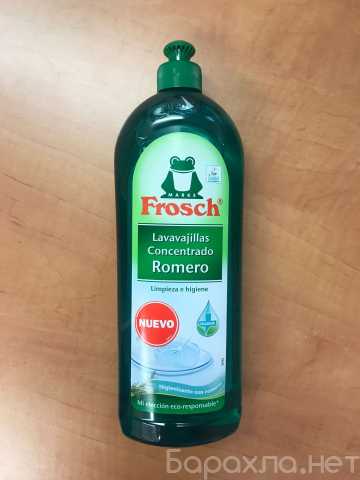 MARKE
Frosch®
Lavavajillas
Concentrado
Romero
Limpieza e higiene
NUEVO
Mi elección eco-responsable*
Барахла.нет